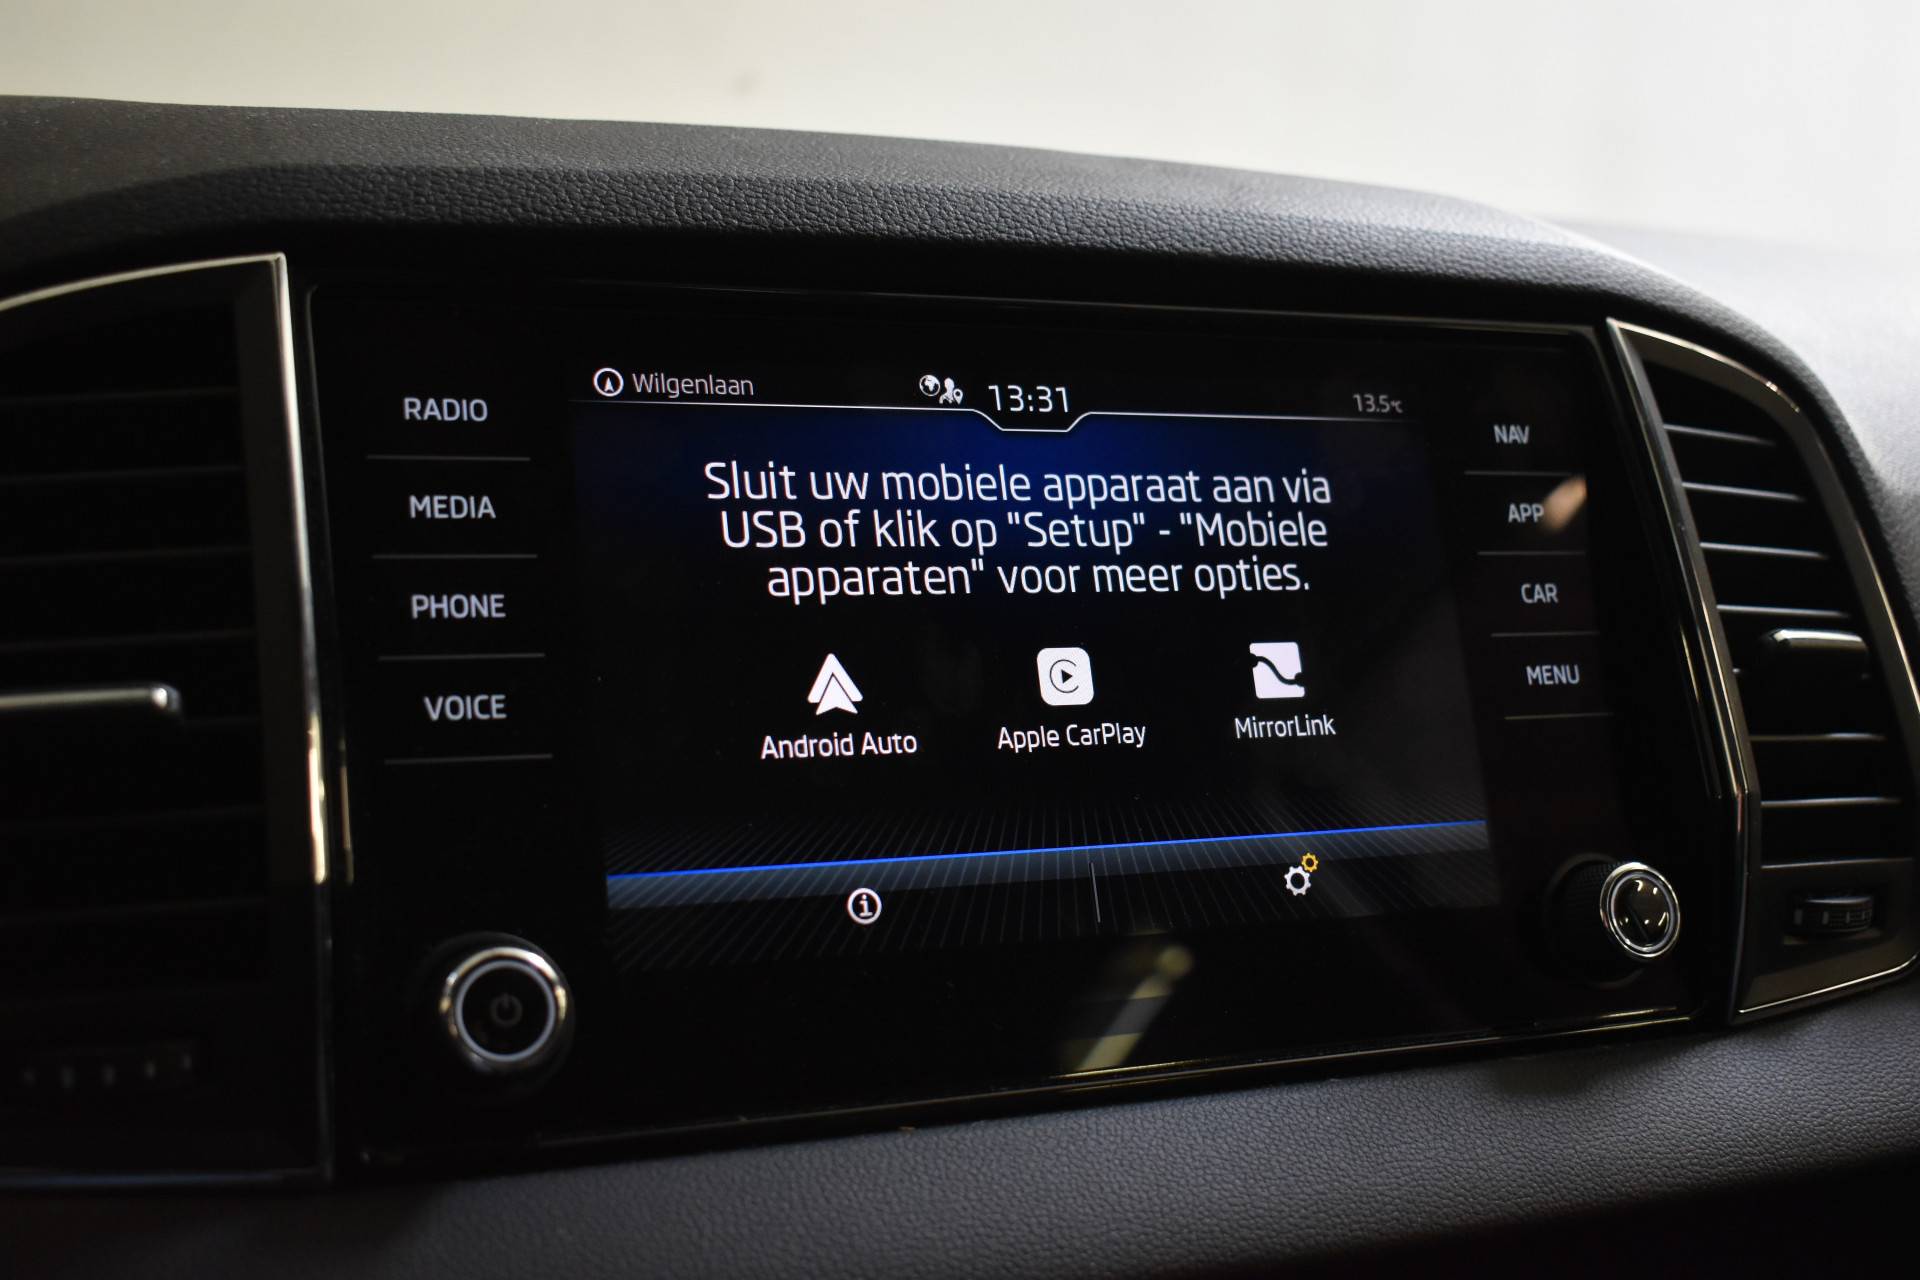 Wilgenlaan
13:31
13.5°C
RADIO
MEDIA
PHONE
VOICE
Sluit uw mobiele apparaat aan via
USB of klik op "Setup" - "Mobiele
apparaten" voor meer opties.
Android Auto
Apple CarPlay
MirrorLink
NAV
APP
CAR
MENU